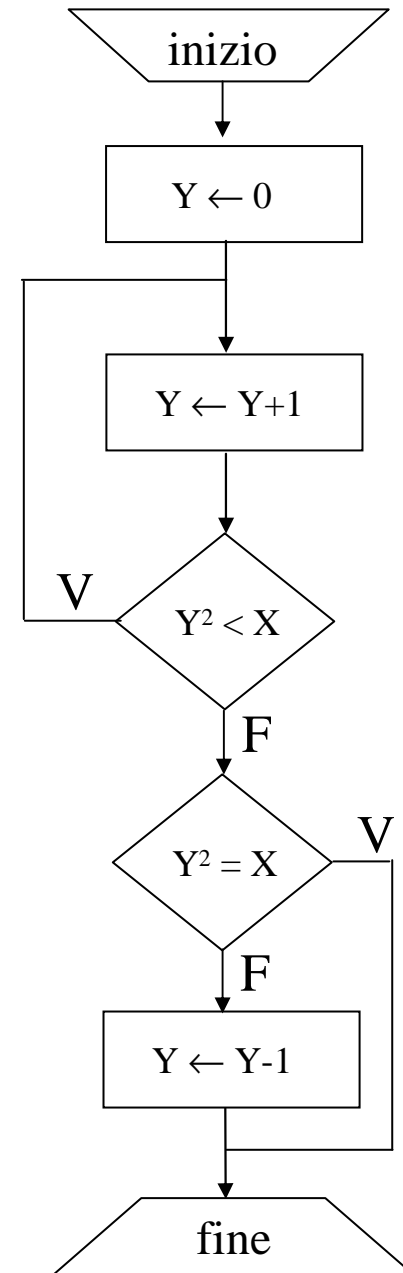 inizio
Y ← 0
Y ← Y+1
V
Y² < X
F
V
Y² = X
F
Y ← Y-1
fine